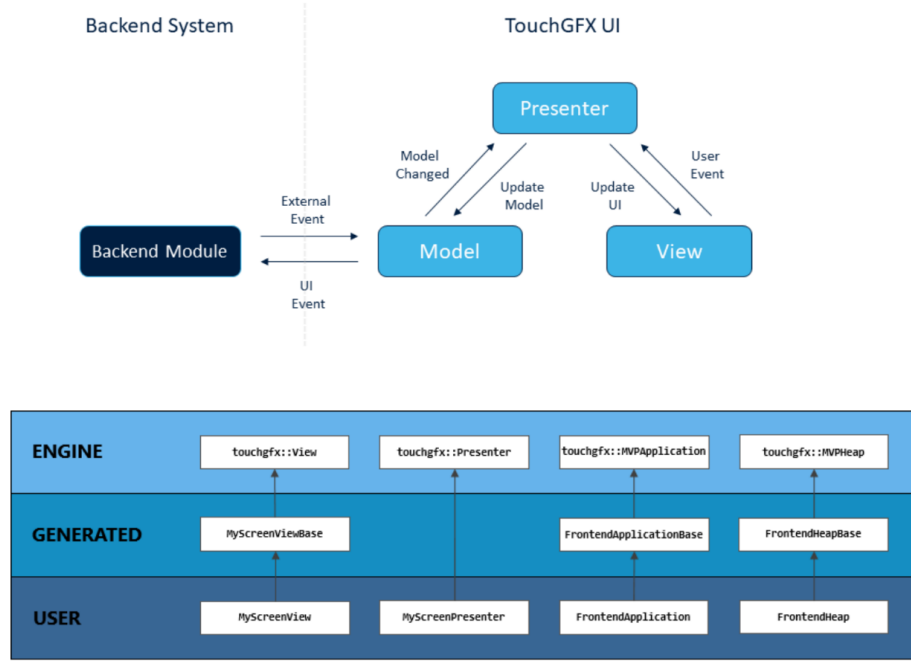 Backend System
TouchGFX UI
Presenter
Model
Changed
User
Event
Update
Model
Update
UI
External
Event
Backend Module
Model
View
UI
Event
ENGINE
touchgfx::View
touchgfx::Presenter
touchgfx::MVPApplication
touchgfx::MVPHeap
GENERATED
MyScreenViewBase
FrontendApplicationBase
FrontendHeapBase
USER
MyScreenView
MyScreenPresenter
FrontendApplication
FrontendHeap